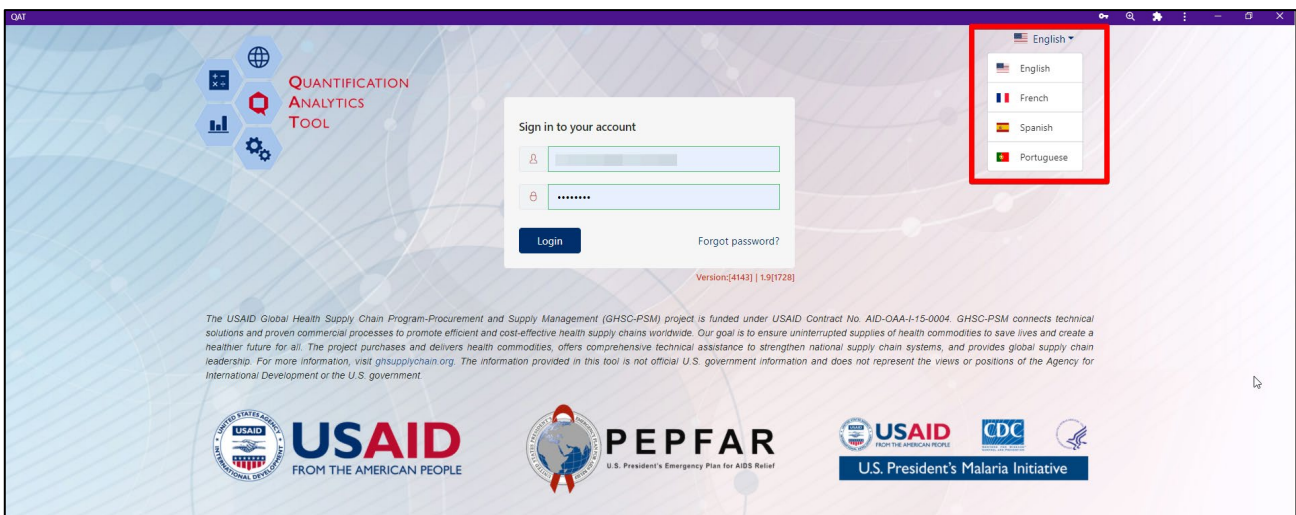 QAT
English
English
French
Spanish
Portuguese
QUANTIFICATION
ANALYTICS
TOOL
Sign in to your account
••••••••
Login
Forgot password?
Version:[4143] | 1.9[1728]
The USAID Global Health Supply Chain Program-Procurement and Supply Management (GHSC-PSM) project is funded under USAID Contract No. AID-OAA-I-15-0004. GHSC-PSM connects technical
solutions and proven commercial processes to promote efficient and cost-effective health supply chains worldwide. Our goal is to ensure uninterrupted supplies of health commodities to save lives and create a
healthier future for all. The project purchases and delivers health commodities, offers comprehensive technical assistance to strengthen national supply chain systems, and provides global supply chain
leadership. For more information, visit ghsupplychain.org. The information provided in this tool is not official U.S. government information and does not represent the views or positions of the Agency for
International Development or the U.S. government.
UNITED STATES AGENCY
USAID
INTERNATIONAL DEVELOPMENT
USAID
FROM THE AMERICAN PEOPLE
PEPFAR
U.S. President's Emergency Plan for AIDS Relief
USAID
FROM THE AMERICAN PEOPLE
CDC
U.S. President's Malaria Initiative